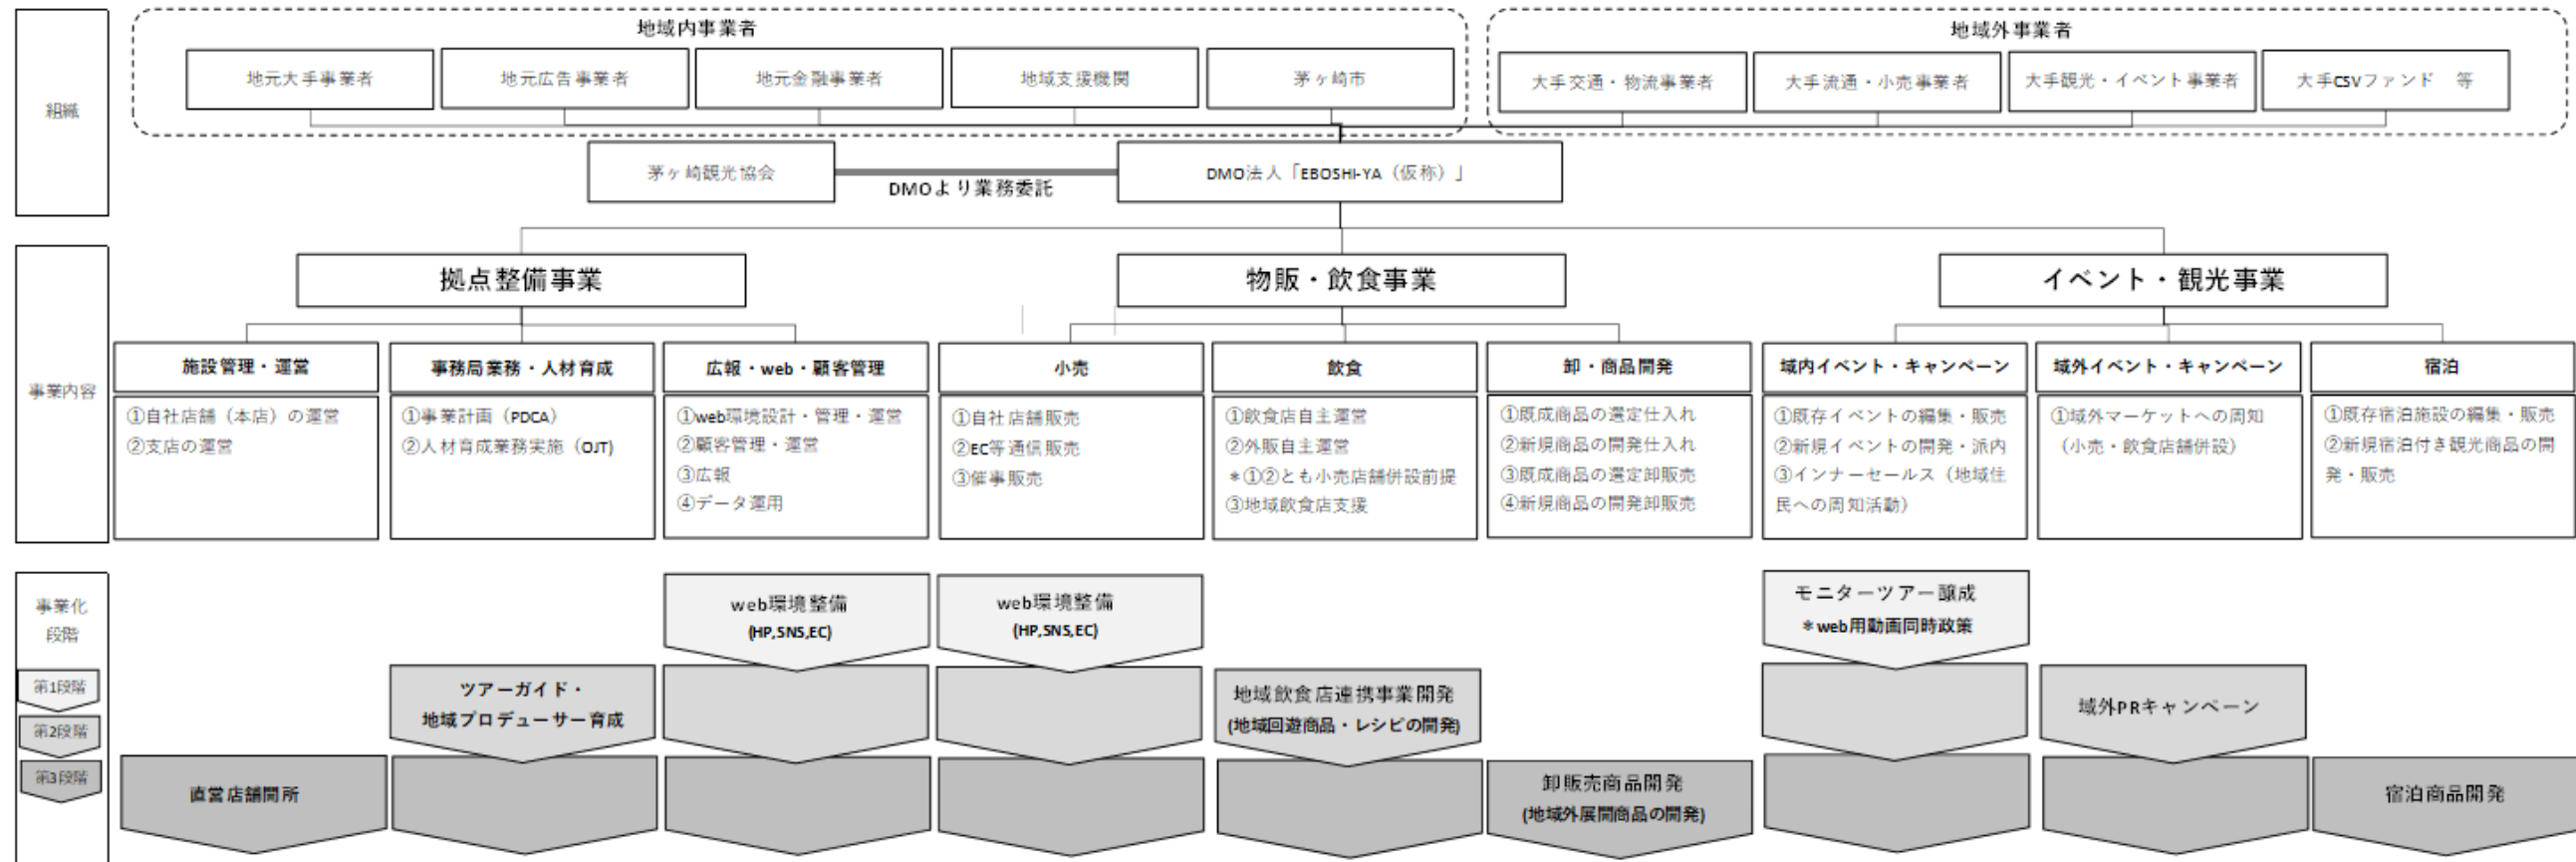 組織
地域内事業者
地元大手事業者
地元広告事業者
地元金融事業者
地域支援機関
茅ヶ崎市
地域外事業者
大手交通・物流事業者
大手流通・小売事業者
大手観光・イベント事業者
大手CSVファンド　等
茅ヶ崎観光協会
DMOより業務委託
DMO法人「EBOSHI-YA（仮称）」
事業内容
拠点整備事業
物販・飲食事業
イベント・観光事業
施設管理・運営
①自社店舗（本店）の運営
②支店の運営
事務局業務・人材育成
①事業計画（PDCA）
②人材育成業務実施（OJT)
広報・web・顧客管理
①web環境設計・管理・運営
②顧客管理・運営
③広報
④データ運用
小売
①自社店舗販売
②EC等通信販売
③催事販売
飲食
①飲食店自主運営
②外販自主運営
＊①②とも小売店舗併設前提
③地域飲食店支援
卸・商品開発
①既成商品の選定仕入れ
②新規商品の開発仕入れ
③既成商品の選定卸販売
④新規商品の開発卸販売
域内イベント・キャンペーン
①既存イベントの編集・販売
②新規イベントの開発・派内
③インナーセールス（地域住
民への周知活動）
域外イベント・キャンペーン
①域外マーケットへの周知
（小売・飲食店舗併設）
宿泊
①既存宿泊施設の編集・販売
②新規宿泊付き観光商品の開
発・販売
事業化
段階
第1段階
第2段階
第3段階
web環境整備
(HP,SNS,EC)
web環境整備
(HP,SNS,EC)
モニターツアー醸成
＊web用動画同時政策
ツアーガイド・
地域プロデューサー育成
地域飲食店連携事業開発
(地域回遊商品・レシピの開発)
域外PRキャンペーン
直営店舗開所
卸販売商品開発
(地域外展開商品の開発)
宿泊商品開発